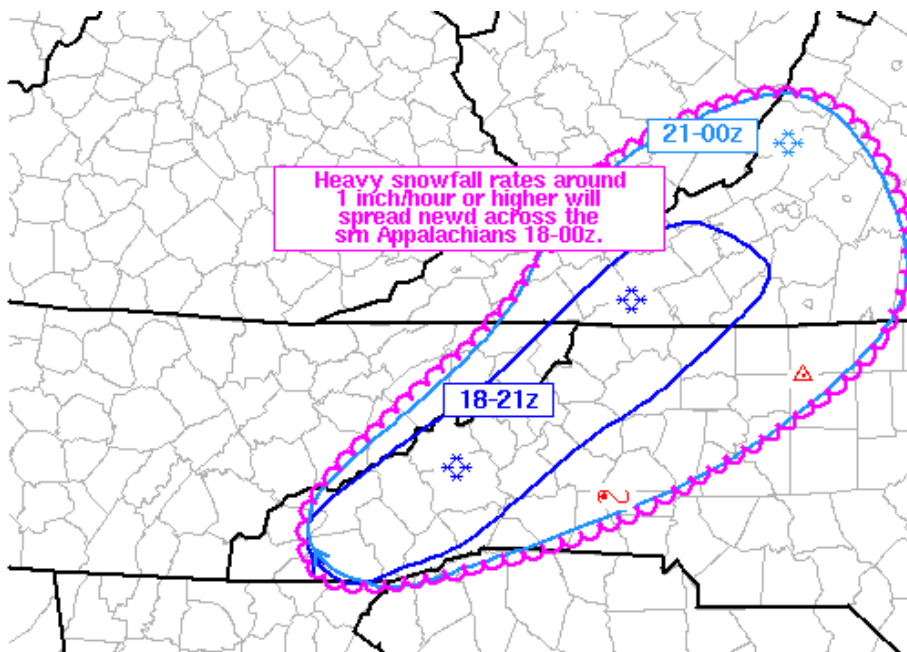 21-00z
Heavy snowfall rates around
1 inch/hour or higher will
spread newd across the
srn Appalachians 18-00z.
18-21z